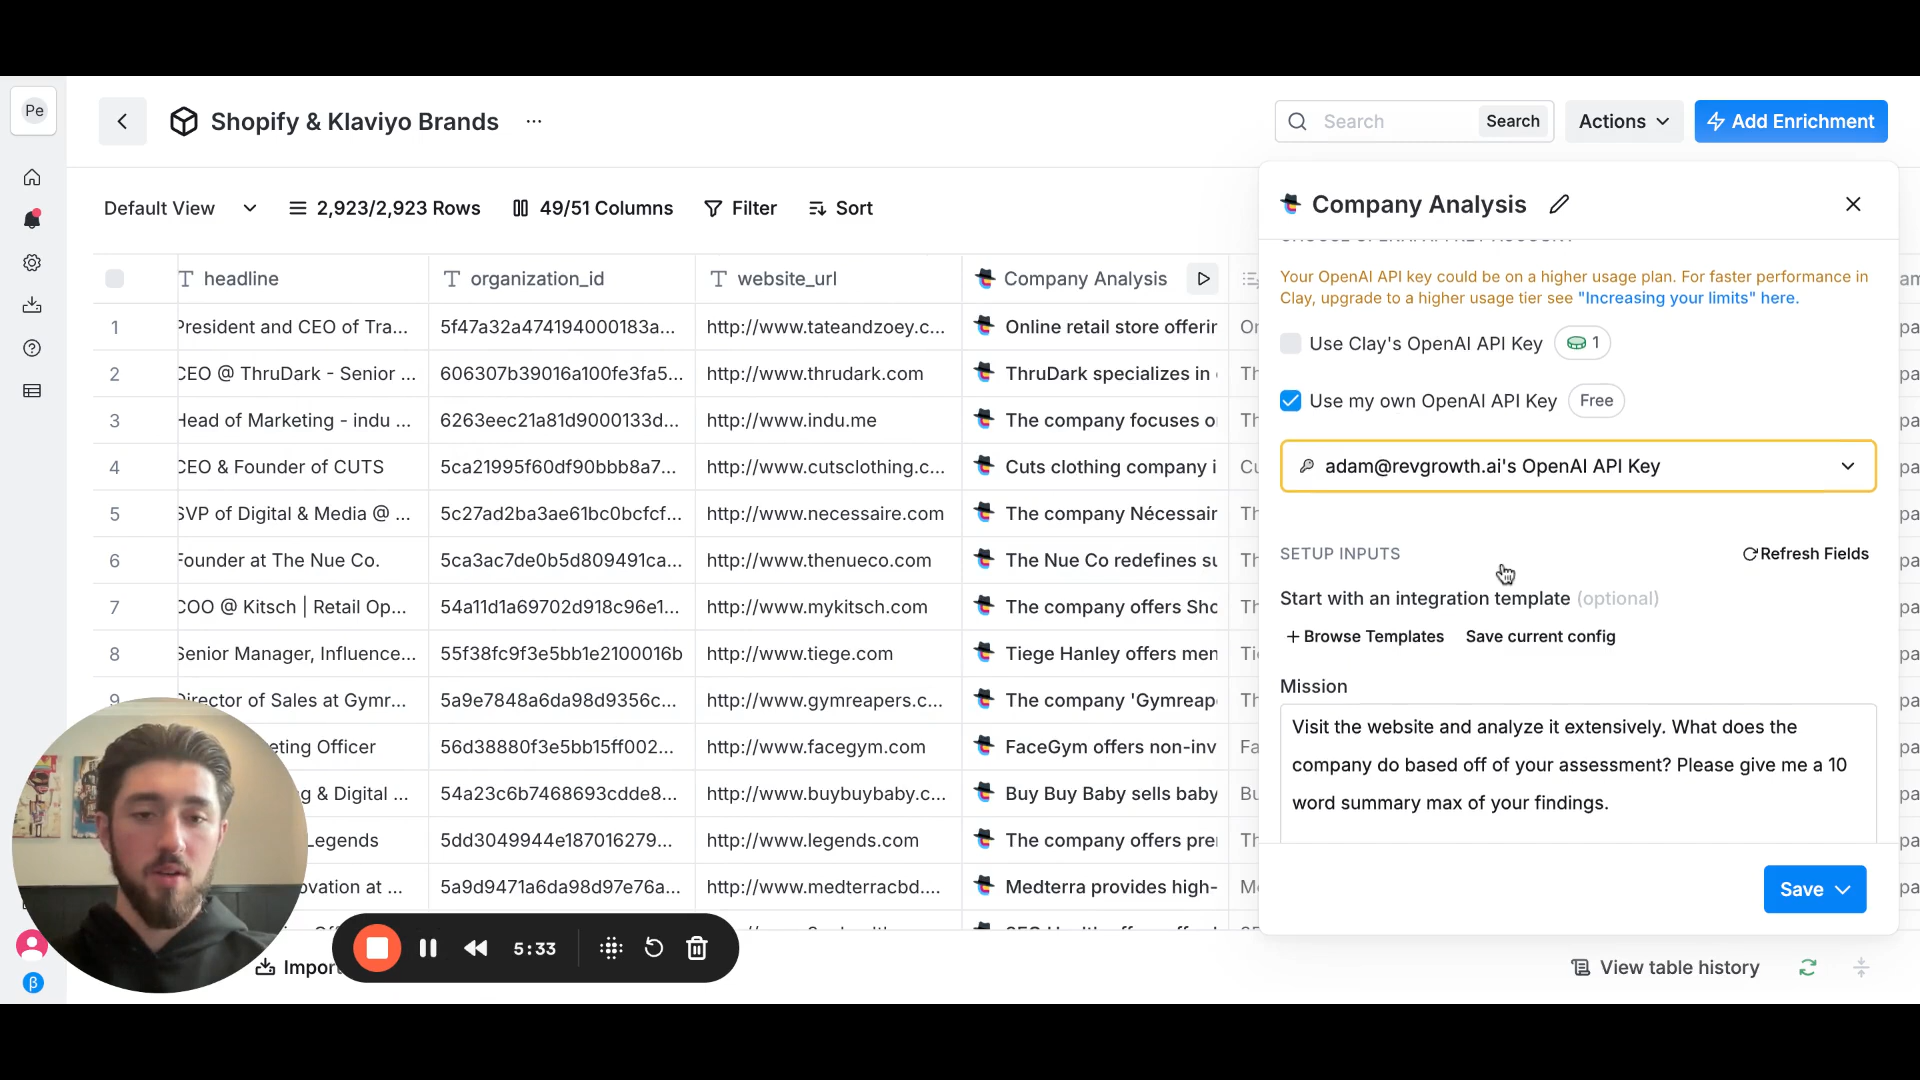 Pe
Shopify & Klaviyo Brands
...
Search
Search
Actions
Add Enrichment
Default View
2,923/2,923 Rows
49/51 Columns
Filter
Sort
headline
organization_id
website_url
Company Analysis
1
President and CEO of Tra...
5f47a32a474194000183a...
http://www.tateandzoey.c...
Online retail store offerin
2
CEO @ ThruDark - Senior ...
606307b39016a100fe3fa5...
http://www.thrudark.com
ThruDark specializes in
3
Head of Marketing - indu ...
6263eec21a81d9000133d...
http://www.indu.me
The company focuses o
4
CEO & Founder of CUTS
5ca21995f60df90bbb8a7...
http://www.cutsclothing.c...
Cuts clothing company i
5
SVP of Digital & Media @ ...
5c27ad2ba3ae61bc0bcfcf...
http://www.necessaire.com
The company Nécessair
6
Founder at The Nue Co.
5ca3ac7de0b5d809491ca...
http://www.thenueco.com
The Nue Co redefines su
7
COO @ Kitsch | Retail Op...
54a11d1a69702d918c96e1...
http://www.mykitsch.com
The company offers Sho
8
Senior Manager, Influence...
55f38fc9f3e5bb1e2100016b
http://www.tiege.com
Tiege Hanley offers men
9
Director of Sales at Gymr...
5a9e7848a6da98d9356c...
http://www.gymreapers.c...
The company 'Gymreap
eting Officer
56d38880f3e5bb15ff002...
http://www.facegym.com
FaceGym offers non-inv
g & Digital ...
54a23c6b7468693cdde8...
http://www.buybuybaby.c...
Buy Buy Baby sells baby
Legends
5dd3049944e187016279...
http://www.legends.com
The company offers pre
ovation at ...
5a9d9471a6da98d97e76a...
http://www.medterracbd....
Medterra provides high-
Company Analysis
Your OpenAI API key could be on a higher usage plan. For faster performance in
Clay, upgrade to a higher usage tier see "Increasing your limits" here.
Use Clay's OpenAI API Key
1
Use my own OpenAI API Key
Free
adam@revgrowth.ai's OpenAI API Key
SETUP INPUTS
Refresh Fields
Start with an integration template (optional)
+ Browse Templates
Save current config
Mission
Visit the website and analyze it extensively. What does the
company do based off of your assessment? Please give me a 10
word summary max of your findings.
Save
5:33
Import
View table history
β